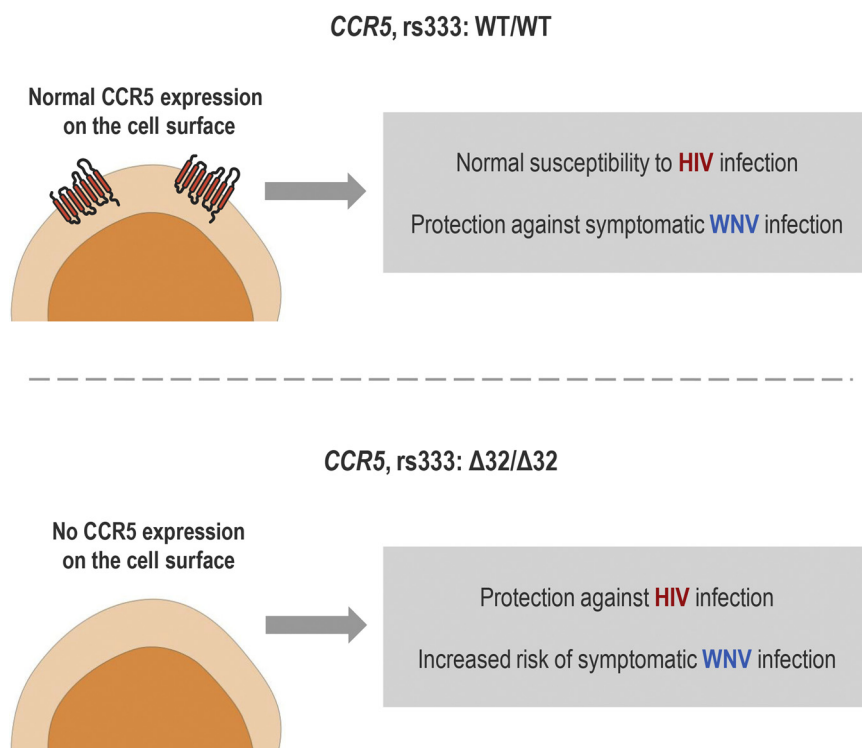 CCR5, rs333: WT/WT
Normal CCR5 expression
on the cell surface
Normal susceptibility to HIV infection
Protection against symptomatic WNV infection
CCR5, rs333: Δ32/Δ32
No CCR5 expression
on the cell surface
Protection against HIV infection
Increased risk of symptomatic WNV infection